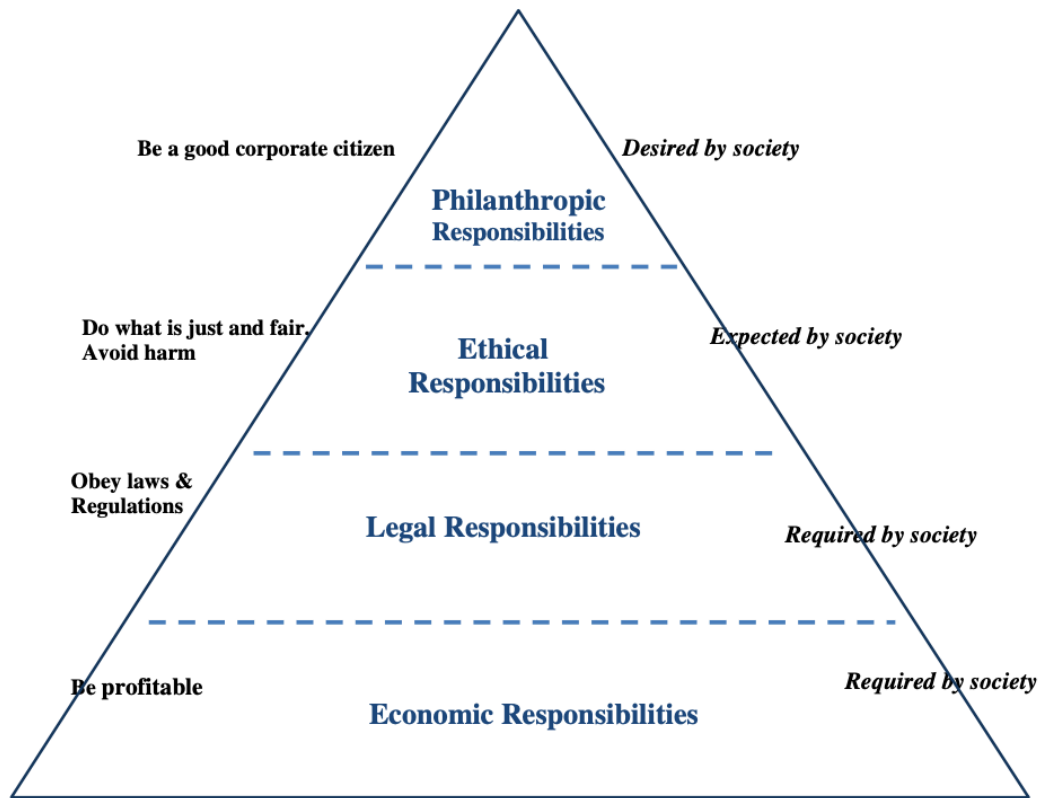 Be a good corporate citizen
Desired by society
Philanthropic
Responsibilities
Do what is just and fair.
Avoid harm
Expected by society
Ethical
Responsibilities
Obey laws &
Regulations
Legal Responsibilities
Required by society
Be profitable
Required by society
Economic Responsibilities